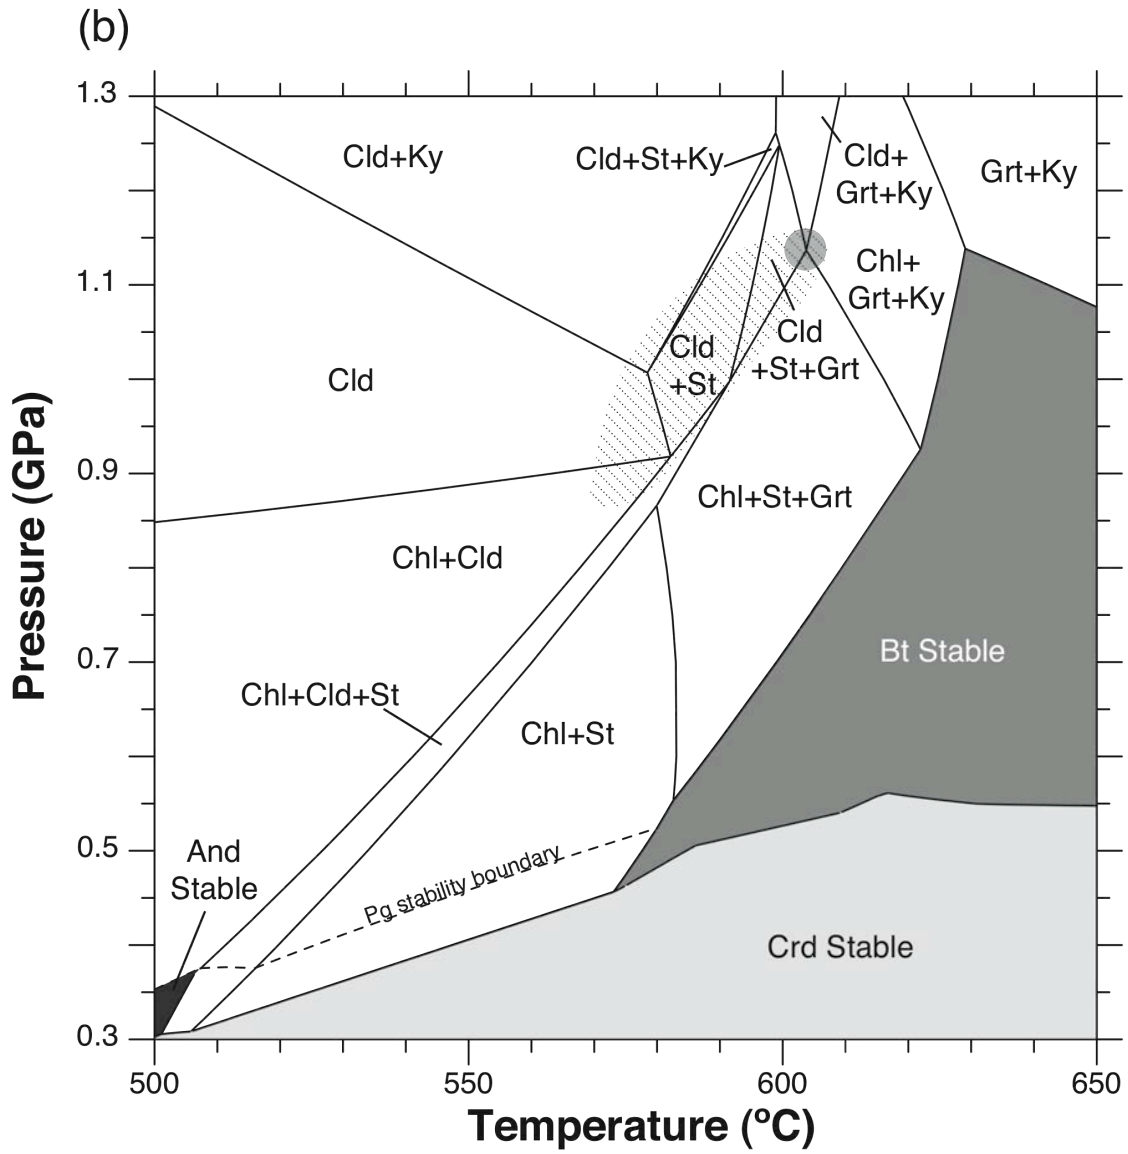 (b)
1.3
1.1
0.9
0.7
0.5
0.3
Pressure (GPa)
Cld+Ky
Cld+St+Ky
Cld+
Grt+Ky
Grt+Ky
Chl+
Grt+Ky
Cld
Cld
+St
Cld
+St+Grt
Chl+St+Grt
Chl+Cld
Bt Stable
Chl+Cld+St
Chl+St
And
Stable
Pg stability boundary
Crd Stable
500
550
600
650
Temperature (ºC)